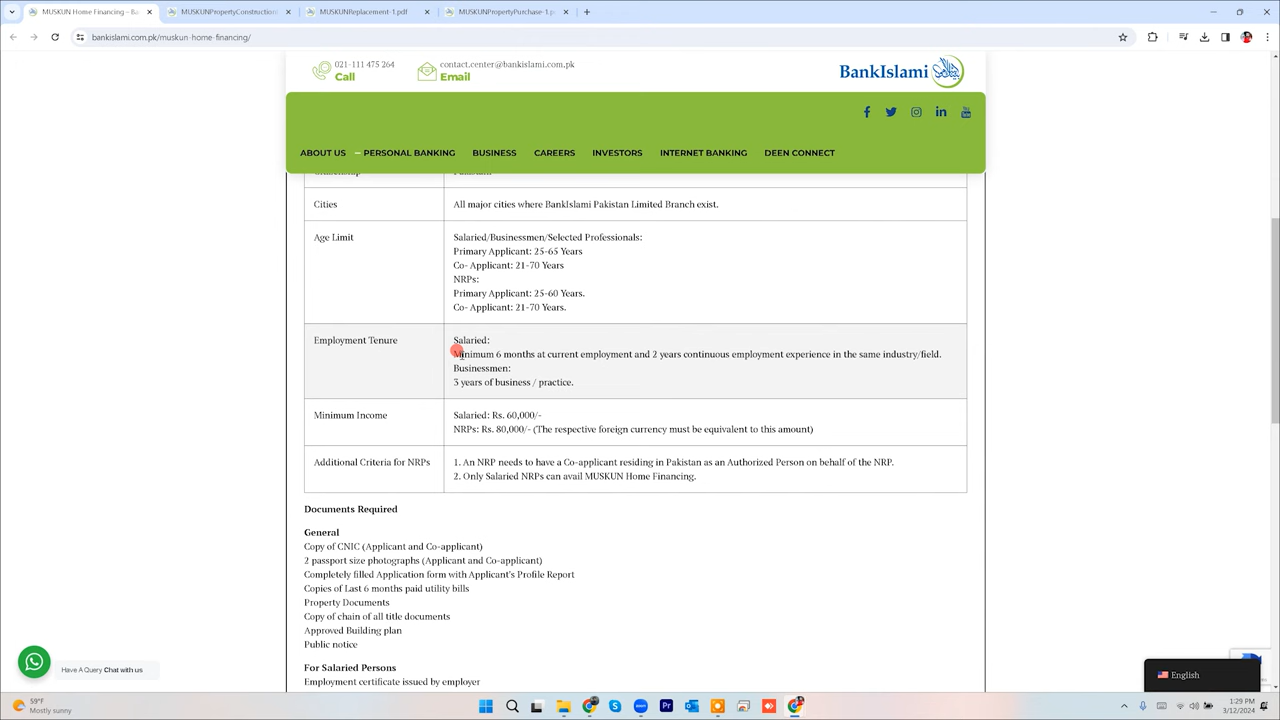 MUSKUN Home Financing – Ba
MUSKUNPropertyConstruction
MUSKUNReplacement-1.pdf
MUSKUNPropertyPurchase-1.p
bankislami.com.pk/muskun-home-financing/
021-111 475 264
Call
contact.center@bankislami.com.pk
Email
BankIslami
ABOUT US
PERSONAL BANKING
BUSINESS
CAREERS
INVESTORS
INTERNET BANKING
DEEN CONNECT
Cities
All major cities where BankIslami Pakistan Limited Branch exist.
Age Limit
Salaried/Businessmen/Selected Professionals:
Primary Applicant: 25-65 Years
Co- Applicant: 21-70 Years
NRPs:
Primary Applicant: 25-60 Years.
Co- Applicant: 21-70 Years.
Employment Tenure
Salaried:
Minimum 6 months at current employment and 2 years continuous employment experience in the same industry/field.
Businessmen:
3 years of business / practice.
Minimum Income
Salaried: Rs. 60,000/-
NRPs: Rs. 80,000/- (The respective foreign currency must be equivalent to this amount)
Additional Criteria for NRPs
1. An NRP needs to have a Co-applicant residing in Pakistan as an Authorized Person on behalf of the NRP.
2. Only Salaried NRPs can avail MUSKUN Home Financing.
Documents Required
General
Copy of CNIC (Applicant and Co-applicant)
2 passport size photographs (Applicant and Co-applicant)
Completely filled Application form with Applicant's Profile Report
Copies of Last 6 months paid utility bills
Property Documents
Copy of chain of all title documents
Approved Building plan
Public notice
For Salaried Persons
Employment certificate issued by employer
Have A Query Chat with us
English
59°F
Mostly sunny
1:29 PM
3/12/2024